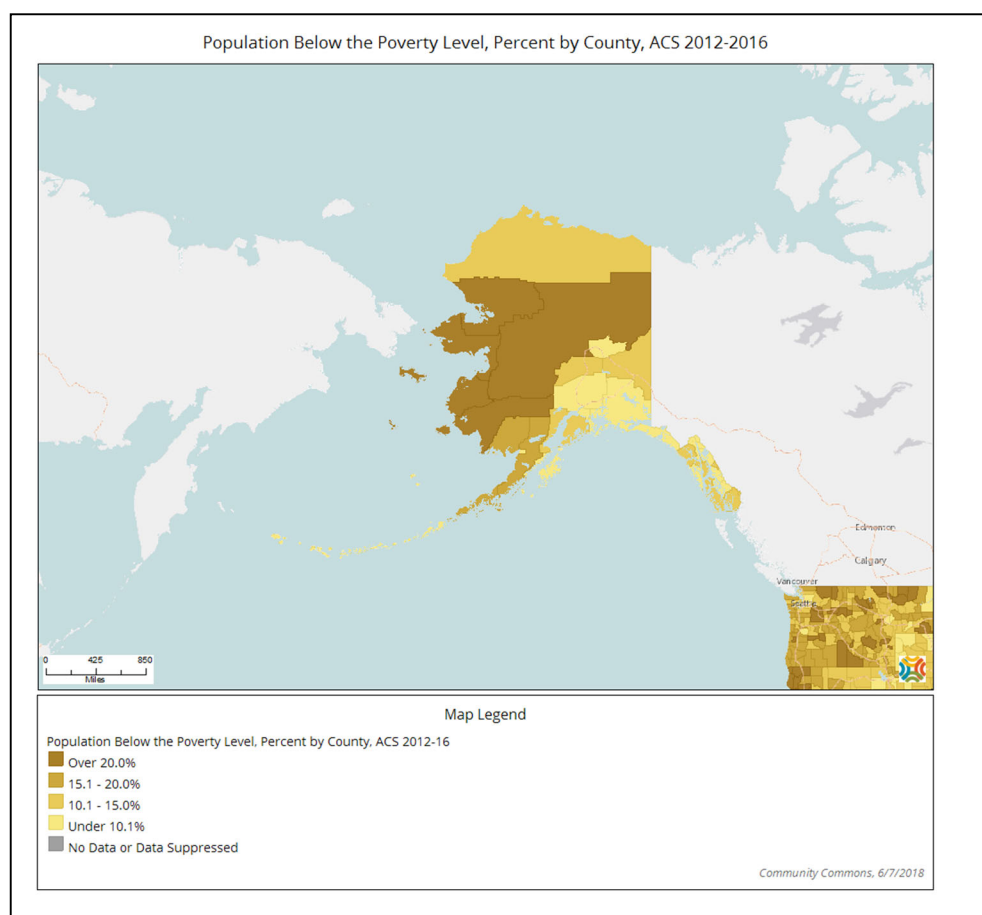 Population Below the Poverty Level, Percent by County, ACS 2012-2016
Edmonton
Calgary
Vancouver
Seattle
0 425 850
Miles
Map Legend
Population Below the Poverty Level, Percent by County, ACS 2012-16
Over 20.0%
15.1 - 20.0%
10.1 - 15.0%
Under 10.1%
No Data or Data Suppressed
Community Commons, 6/7/2018